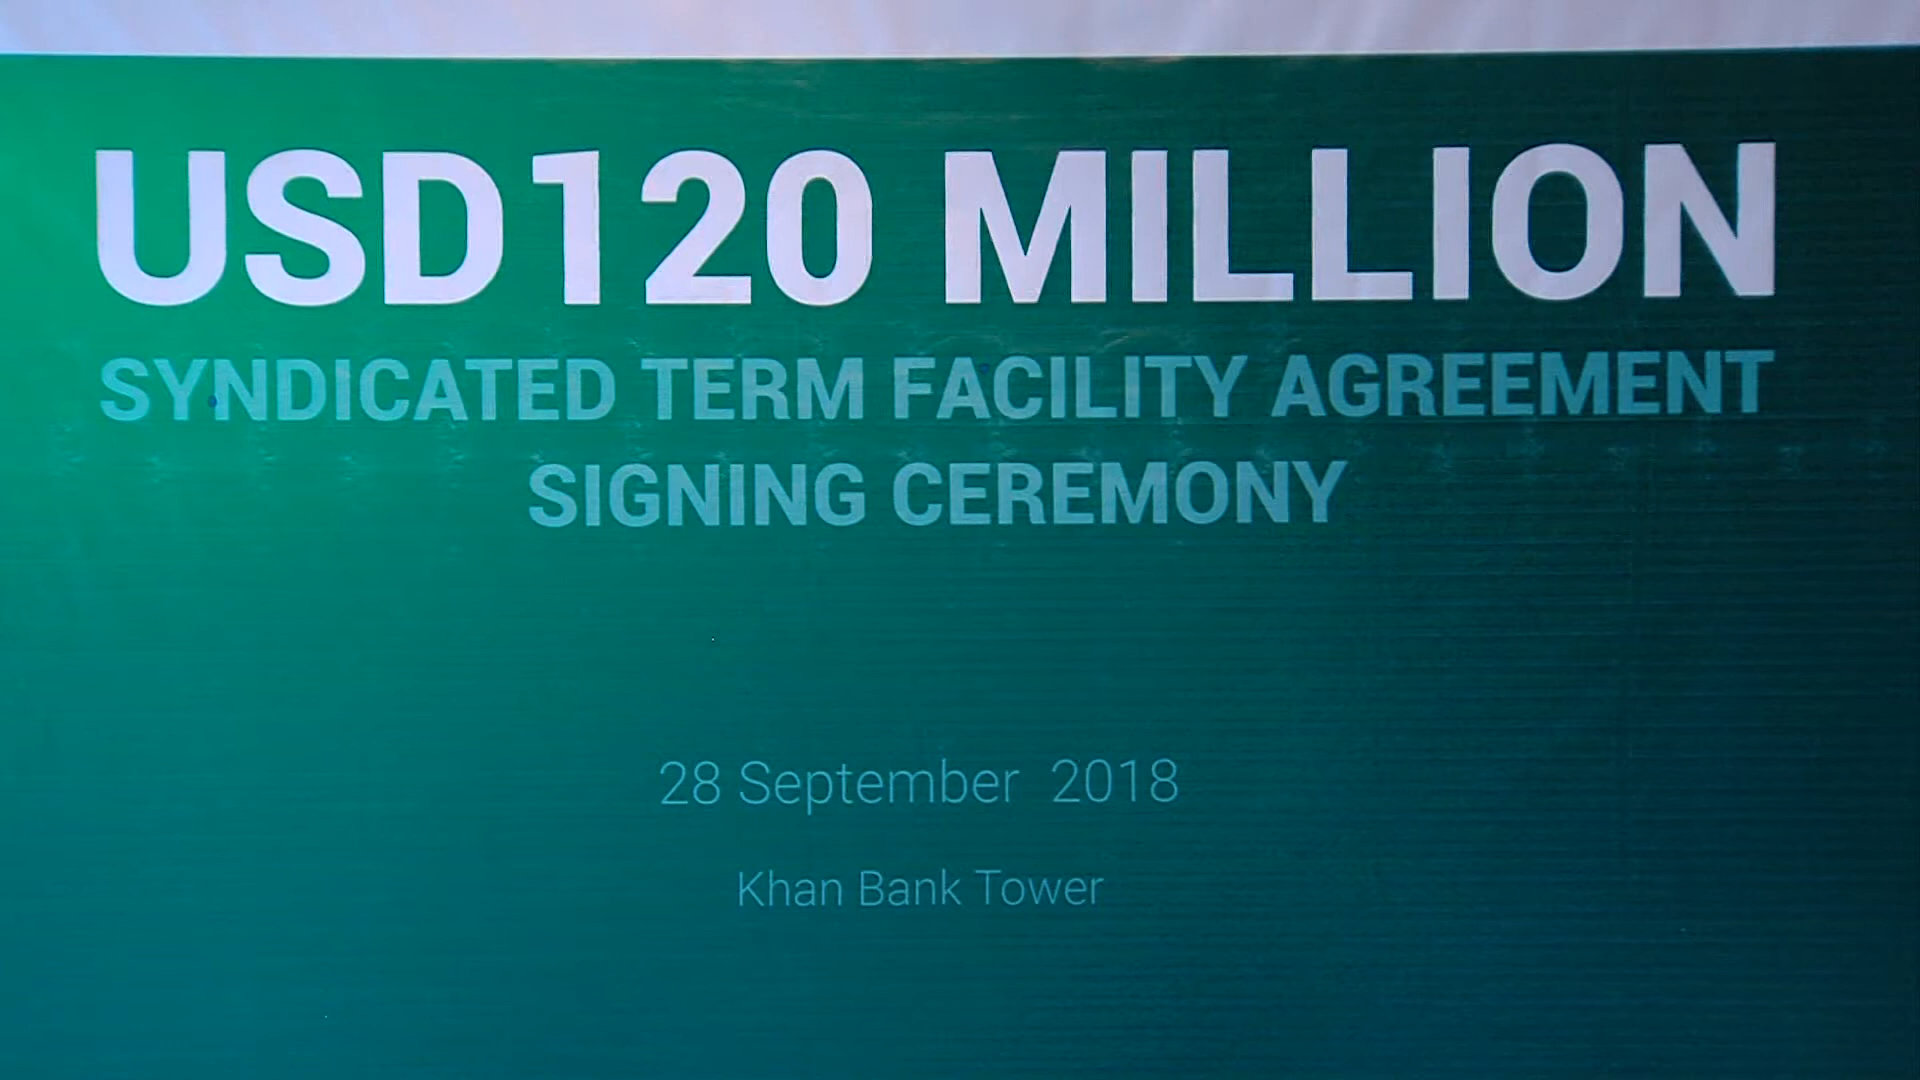 USD120 MILLION
SYNDICATED TERM FACILITY AGREEMENT
SIGNING CEREMONY
28 September 2018
Khan Bank Tower